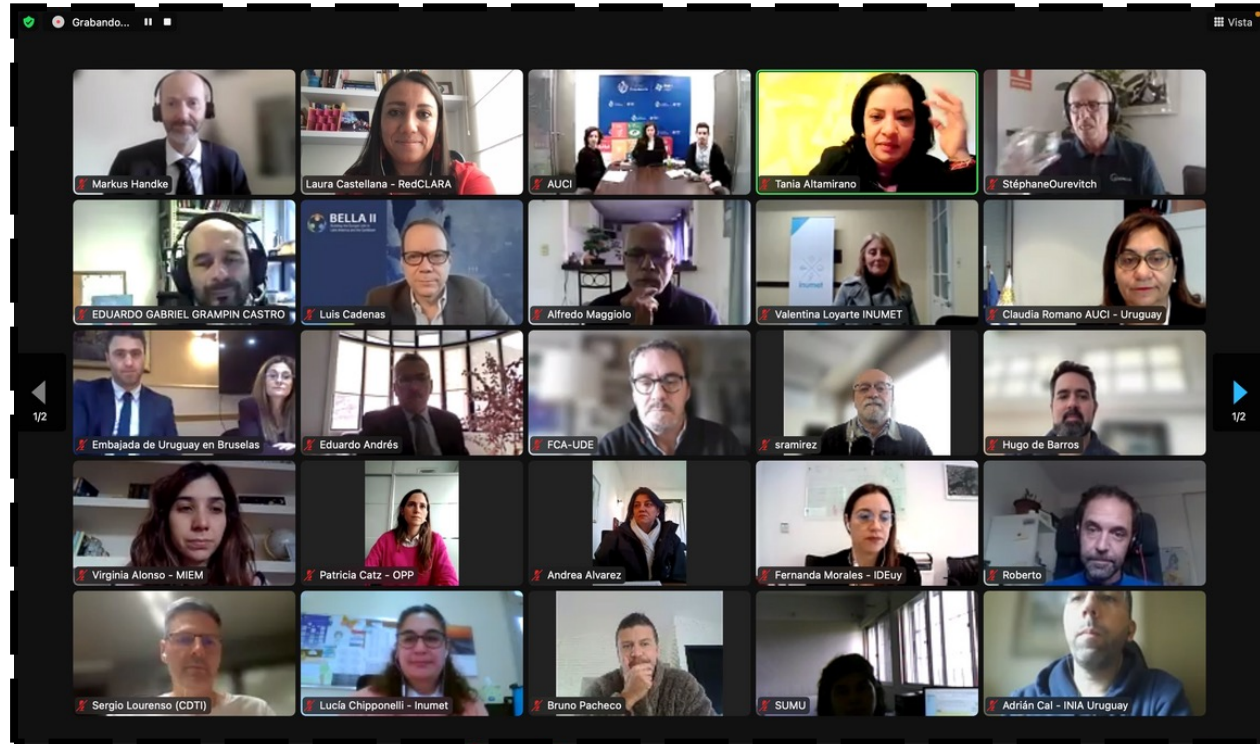 Grabando...
Vista
Markus Handke
Laura Castellana - RedCLARA
AUCI
Tania Altamirano
StéphaneOurevitch
EDUARDO GABRIEL GRAMPIN CASTRO
BELLA II
Luis Cadenas
Alfredo Maggiolo
inumet
Valentina Loyarte INUMET
Claudia Romano AUCI - Uruguay
1/2
Embajada de Uruguay en Bruselas
Eduardo Andrés
FCA-UDE
sramirez
Hugo de Barros
1/2
Virginia Alonso - MIEM
Patricia Catz - OPP
Andrea Alvarez
Fernanda Morales - IDEuy
Roberto
Sergio Lourenso (CDTI)
Lucía Chipponelli - Inumet
Bruno Pacheco
SUMU
Adrián Cal - INIA Uruguay